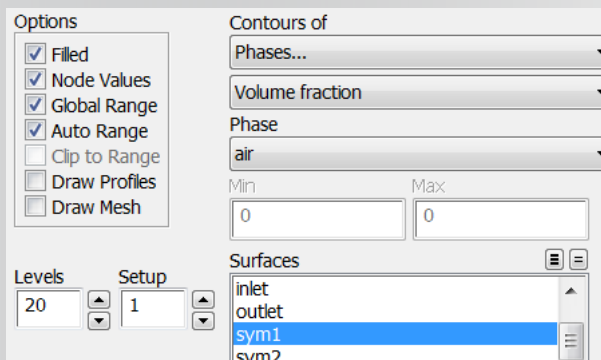 Options
Filled
Node Values
Global Range
Auto Range
Clip to Range
Draw Profiles
Draw Mesh
Levels
20
Setup
1
Contours of
Phases...
Volume fraction
Phase
air
Min
Max
0
0
Surfaces
inlet
outlet
sym1
sym2